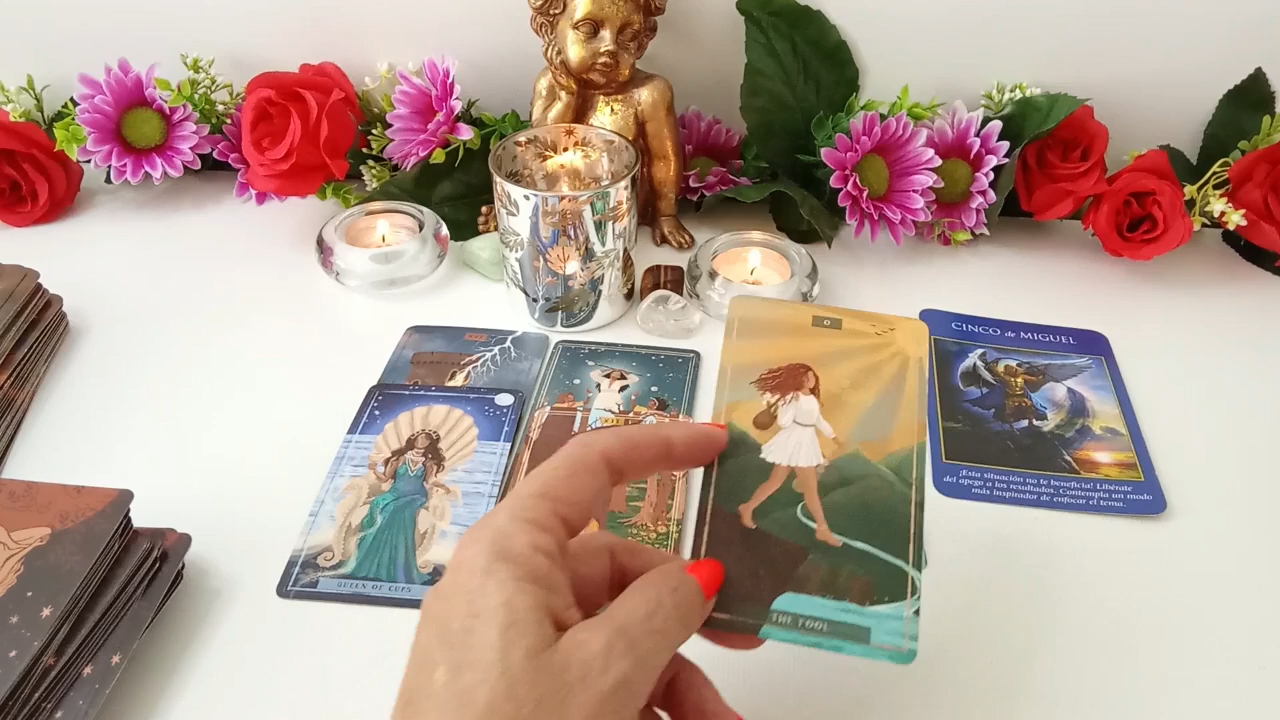 CINCO de MIGUEL
¡Esta situación no te beneficia! Libérate
del apego a los resultados. Contempla un modo
más inspirador de enfocar el tema.
0
THE FOOL
QUEEN OF CUPS